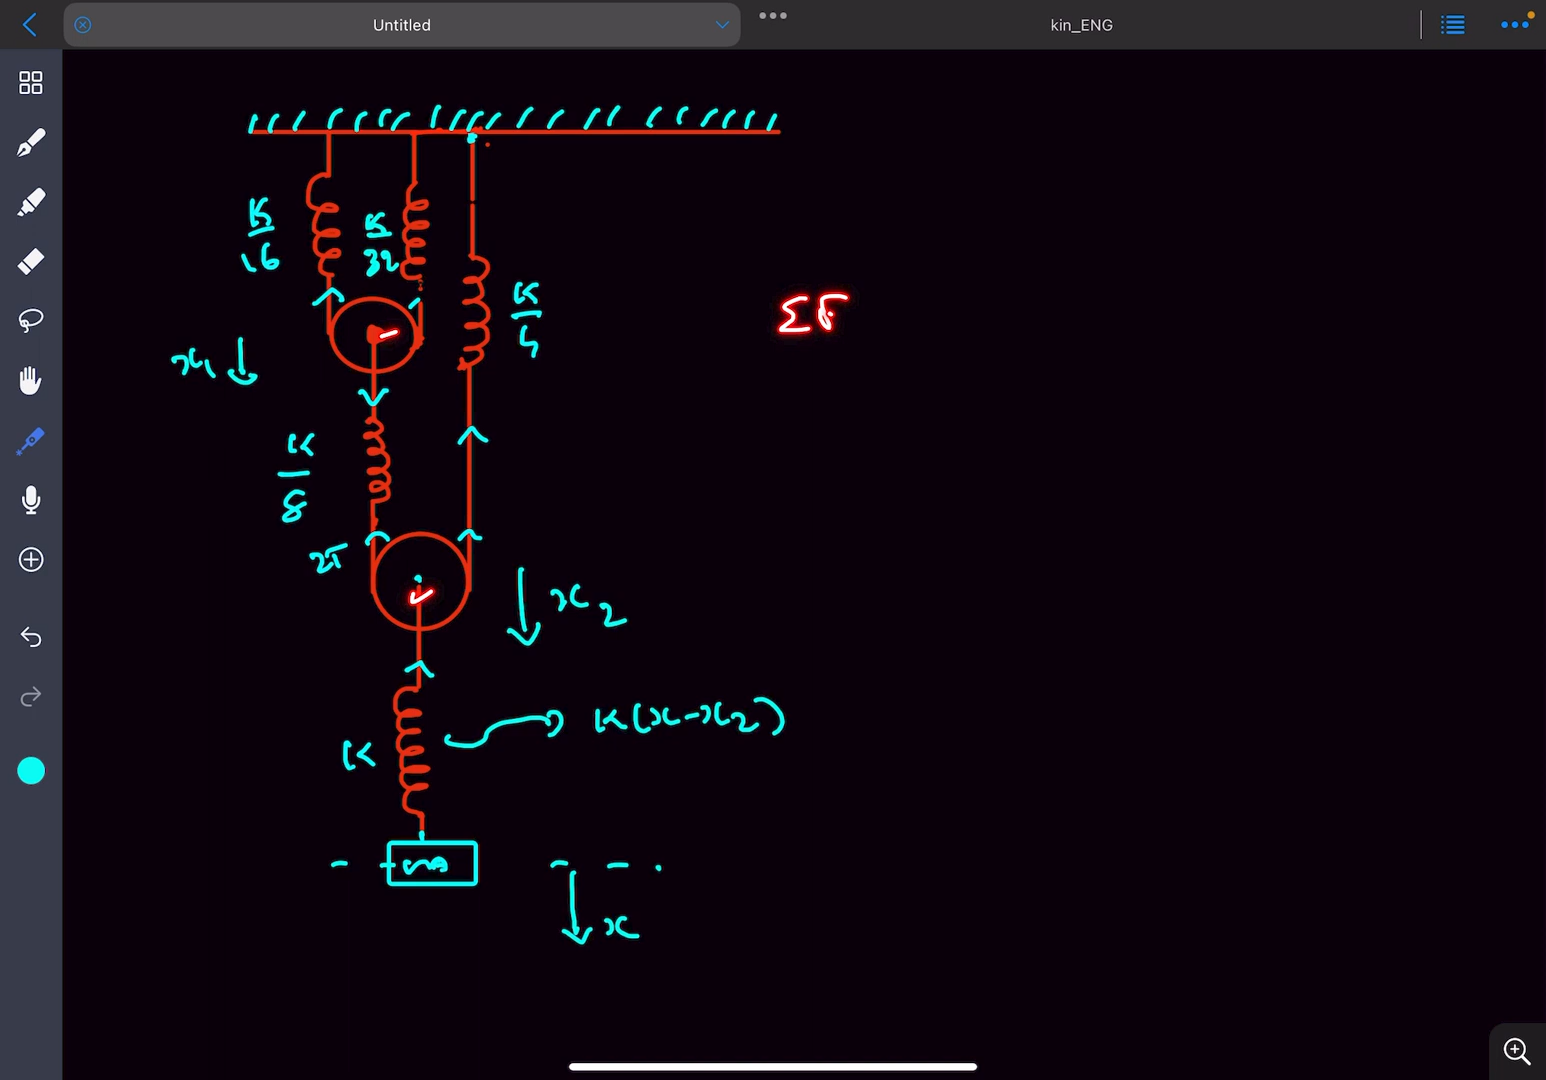 Untitled
kin_ENG
K/16
K/32
K/4
ΣF
x₁
K/8
2T
x₂
K(x-x₂)
K
m
x